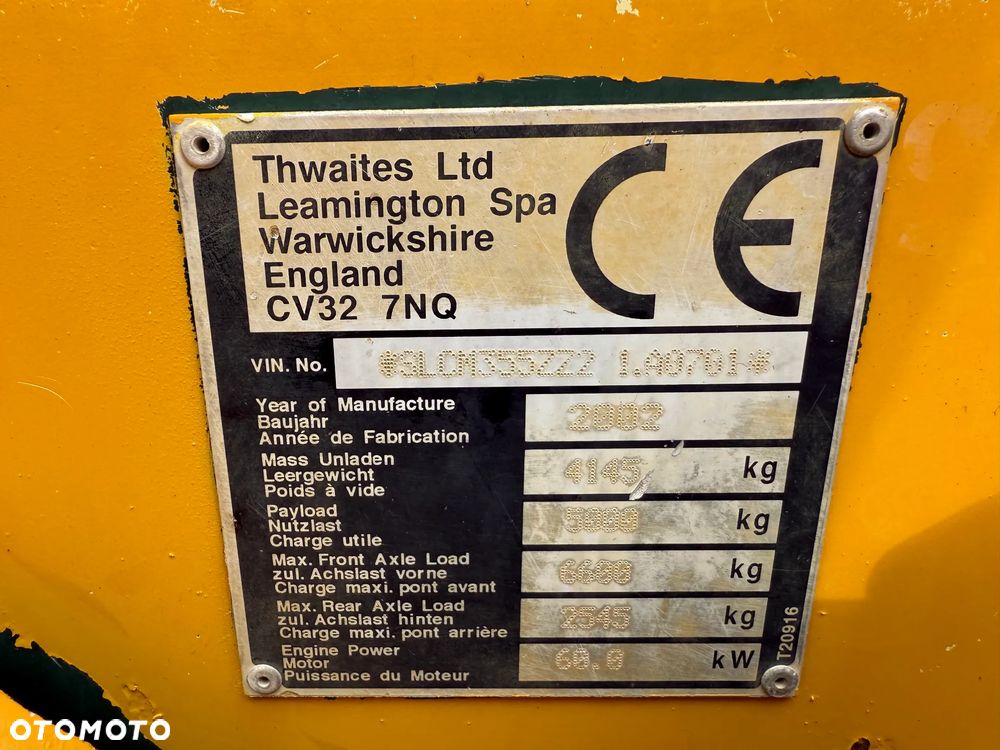 Thwaites Ltd
Leamington Spa
Warwickshire
England
CV32 7NQ
CE
VIN. No. *SLCM355ZZ2 1.A0701*
Year of Manufacture
Baujahr
Année de Fabrication
2002
Mass Unladen
Leergewicht
Poids à vide
4145 kg
Payload
Nutzlast
Charge utile
5000 kg
Max. Front Axle Load
zul. Achslast vorne
Charge maxi. pont avant
6600 kg
Max. Rear Axle Load
zul. Achslast hinten
Charge maxi. pont arrière
2545 kg
Engine Power
Motor
Puissance du Moteur
60.0 kW
T20916
OTOMOTO